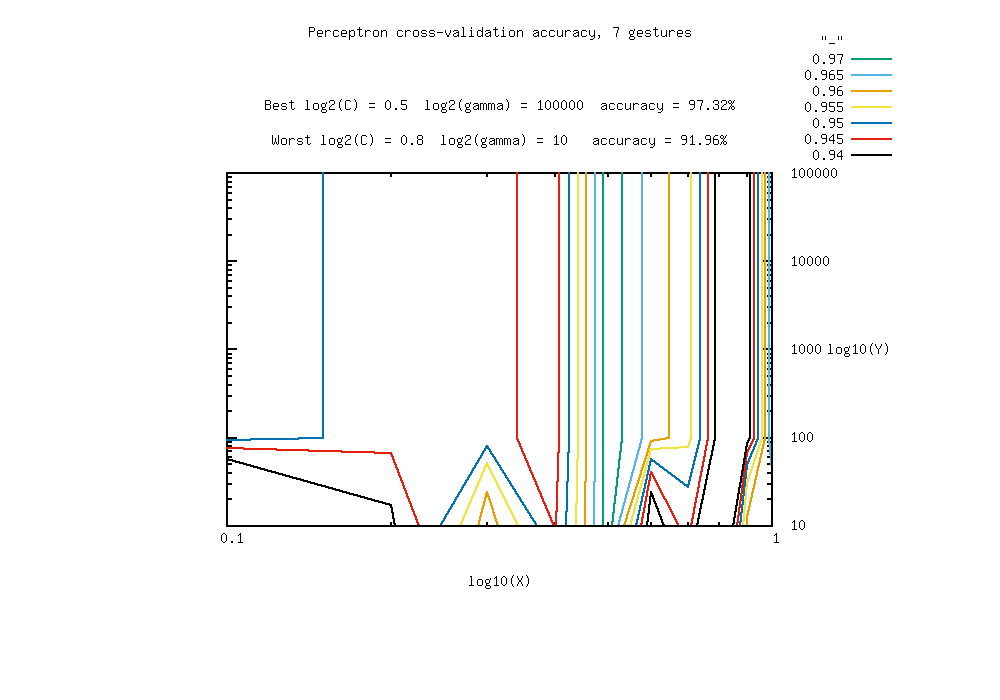 Perceptron cross-validation accuracy, 7 gestures
"_"
0.97
0.965
0.96
0.955
0.95
0.945
0.94
Best log2(C) = 0.5 log2(gamma) = 100000 accuracy = 97.32%
Worst log2(C) = 0.8 log2(gamma) = 10 accuracy = 91.96%
100000
10000
1000 log10(Y)
100
10
0.1 1
log10(X)